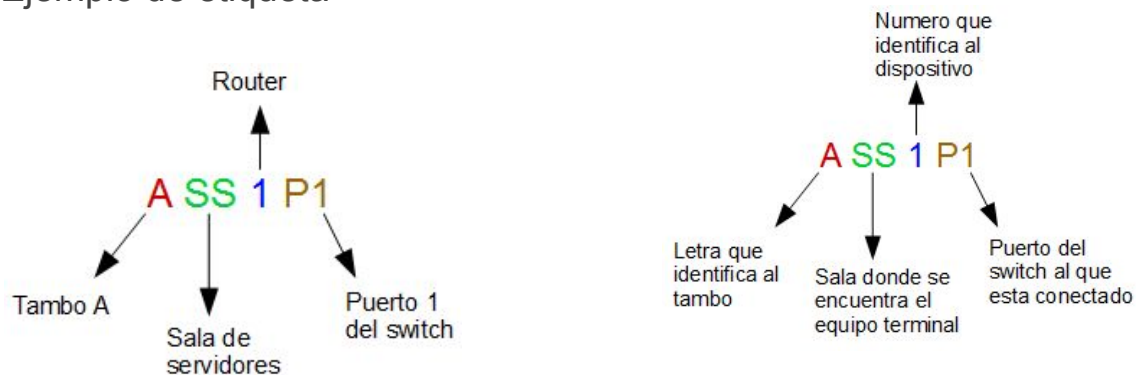 Ejemplo de etiqueta
Router
A SS 1 P1
Tambo A
Sala de
servidores
Puerto 1
del switch
Numero que
identifica al
dispositivo
A SS 1 P1
Letra que
identifica al
tambo
Sala donde se
encuentra el
equipo terminal
Puerto del
switch al que
esta conectado